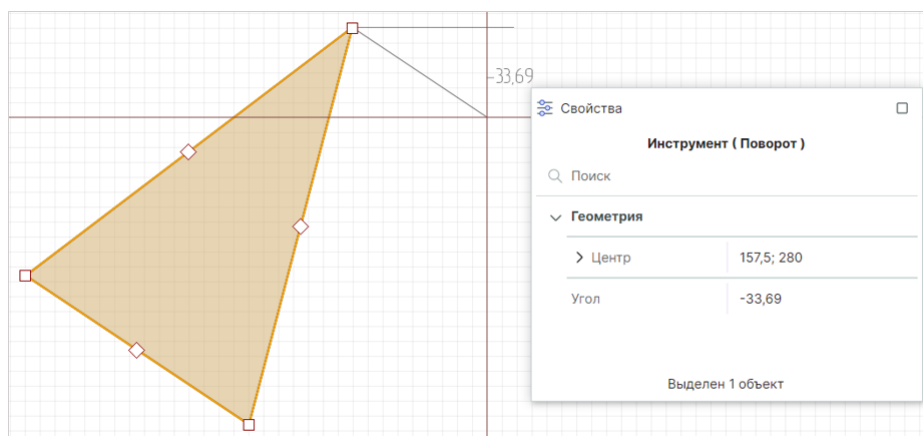 -33,69
Свойства
Инструмент ( Поворот )
Поиск
Геометрия
Центр 157,5; 280
Угол -33,69
Выделен 1 объект